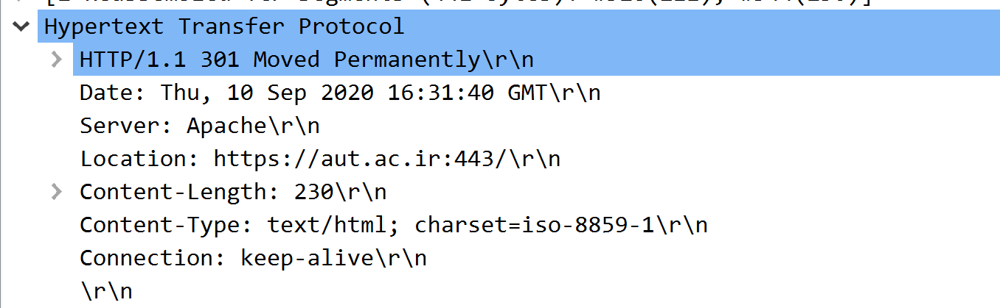 Hypertext Transfer Protocol
HTTP/1.1 301 Moved Permanently\r\n
Date: Thu, 10 Sep 2020 16:31:40 GMT\r\n
Server: Apache\r\n
Location: https://aut.ac.ir:443/\r\n
Content-Length: 230\r\n
Content-Type: text/html; charset=iso-8859-1\r\n
Connection: keep-alive\r\n
\r\n